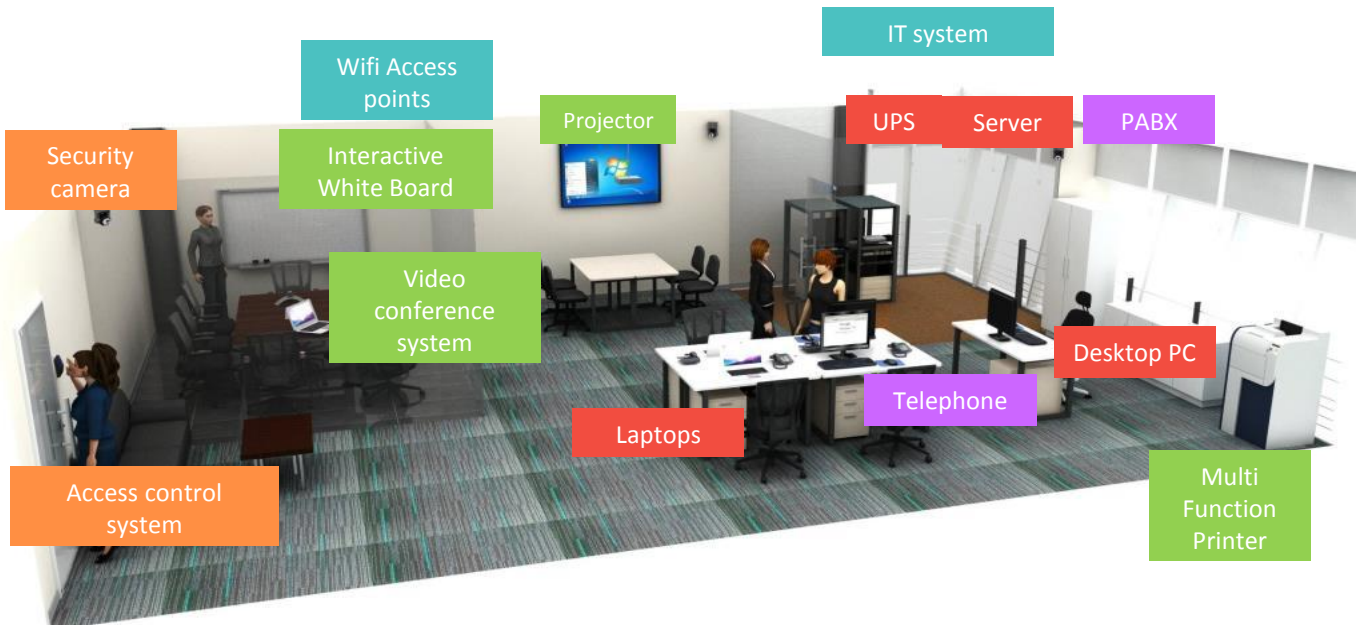 IT system
Wifi Access
points
Projector
UPS
Server
PABX
Security
camera
Interactive
White Board
Video
conference
system
Desktop PC
Telephone
Laptops
Access control
system
Multi
Function
Printer